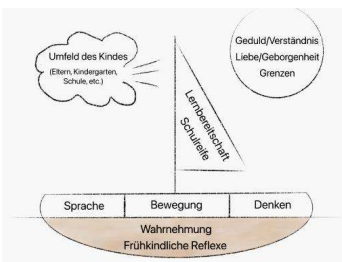 Umfeld des Kindes
(Eltern, Kindergarten,
Schule, etc.)
Geduld/Verständnis
Liebe/Geborgenheit
Grenzen
Lernbereitschaft
Schulreife
Sprache
Bewegung
Denken
Wahrnehmung
Frühkindliche Reflexe